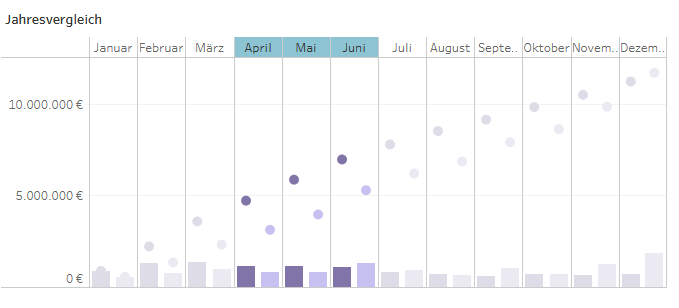 Jahresvergleich
Januar Februar März April Mai Juni Juli August Septe.. Oktober Novem.. Dezem..
10.000.000 €
5.000.000 €
0 €